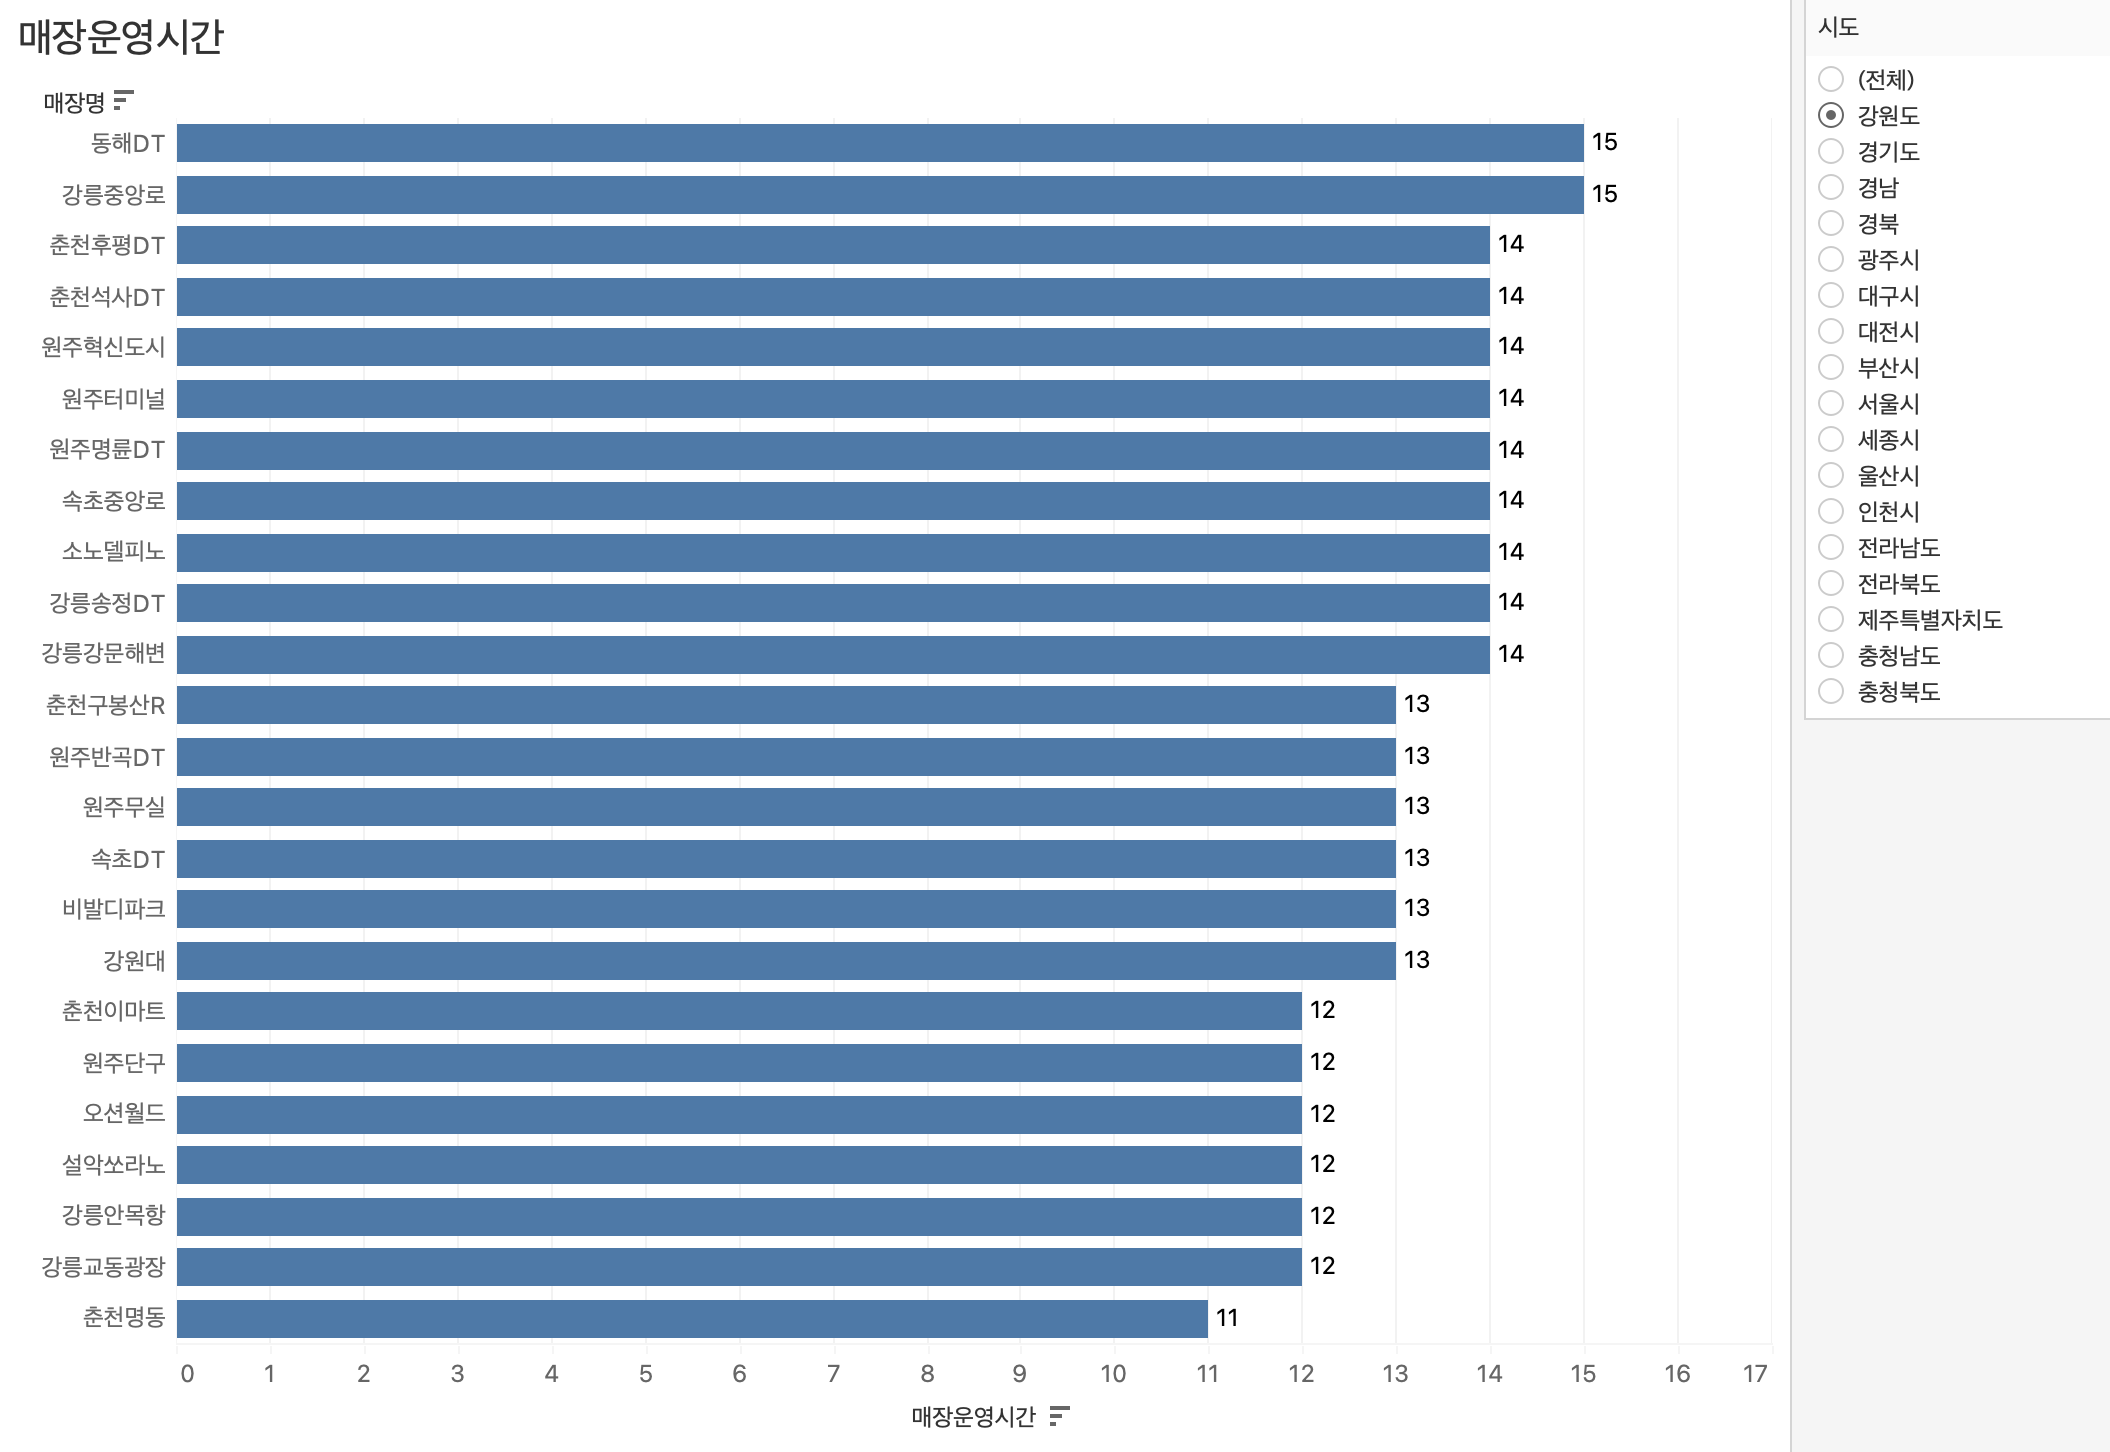 매장운영시간
매장명
동해DT 15
강릉중앙로 15
춘천후평DT 14
춘천석사DT 14
원주혁신도시 14
원주터미널 14
원주명륜DT 14
속초중앙로 14
소노델피노 14
강릉송정DT 14
강릉강문해변 14
춘천구봉산R 13
원주반곡DT 13
원주무실 13
속초DT 13
비발디파크 13
강원대 13
춘천이마트 12
원주단구 12
오션월드 12
설악쏘라노 12
강릉안목항 12
강릉교동광장 12
춘천명동 11
0 1 2 3 4 5 6 7 8 9 10 11 12 13 14 15 16 17
매장운영시간
시도
(전체)
강원도
경기도
경남
경북
광주시
대구시
대전시
부산시
서울시
세종시
울산시
인천시
전라남도
전라북도
제주특별자치도
충청남도
충청북도